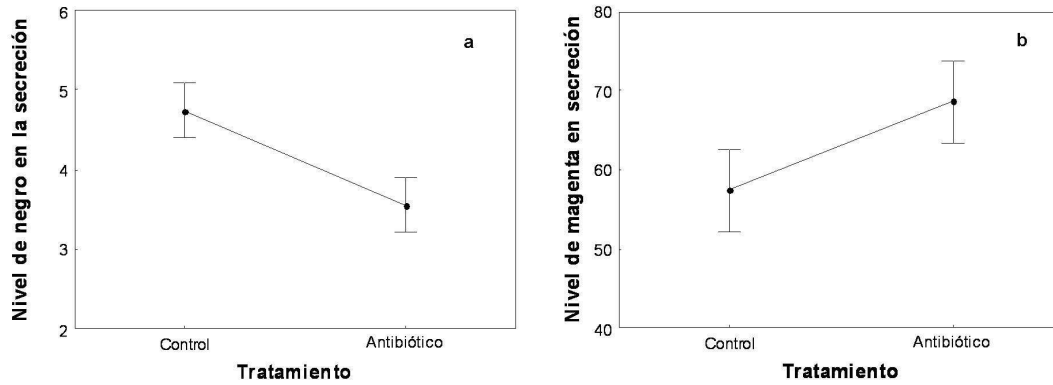 Nivel de negro en la secreción
6
5
4
3
2
a
Control
Antibiótico
Tratamiento
Nivel de magenta en secreción
80
70
60
50
40
b
Control
Antibiótico
Tratamiento